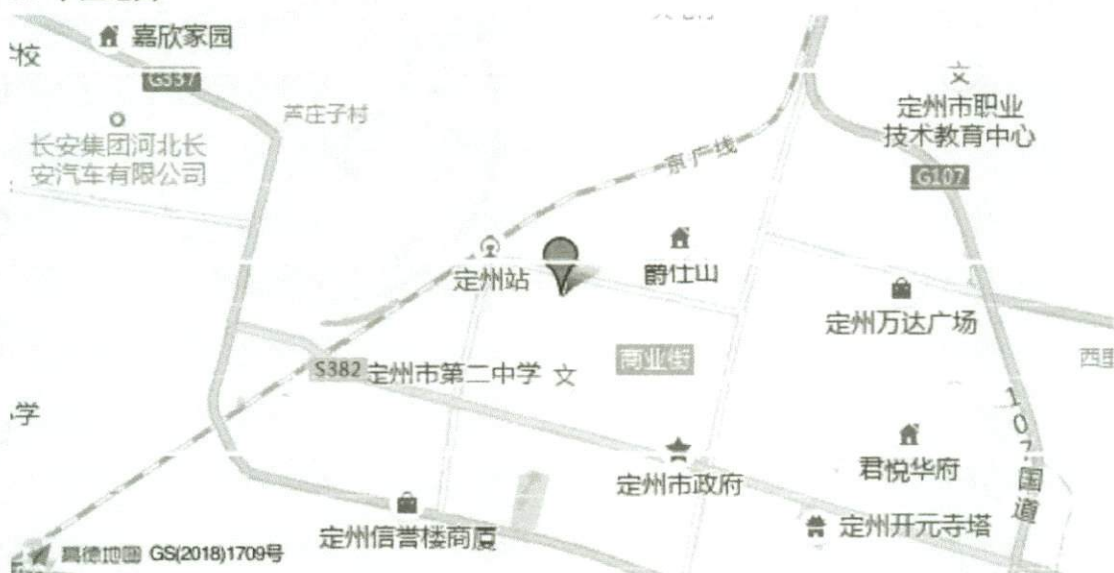 嘉欣家园
校
G337
芦庄子村
文
定州市职业
技术教育中心
长安集团河北长
安汽车有限公司
京广线
G107
定州站
爵仕山
定州万达广场
S382
定州市第二中学
文
商业街
西
学
107国道
君悦华府
定州市政府
定州开元寺塔
定州信誉楼商厦
高德地图 GS(2018)1709号